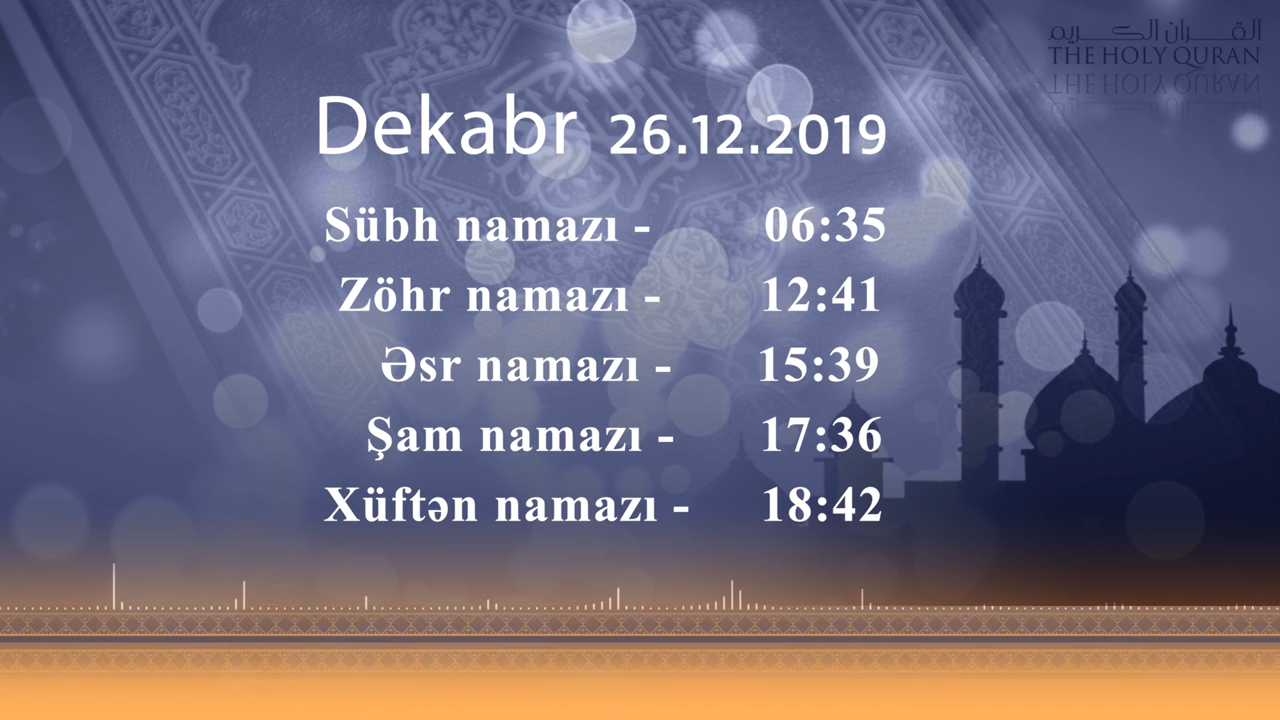 القرآن الكريم
THE HOLY QURAN
Dekabr 26.12.2019
Sübh namazı - 06:35
Zöhr namazı - 12:41
Əsr namazı - 15:39
Şam namazı - 17:36
Xüftən namazı - 18:42